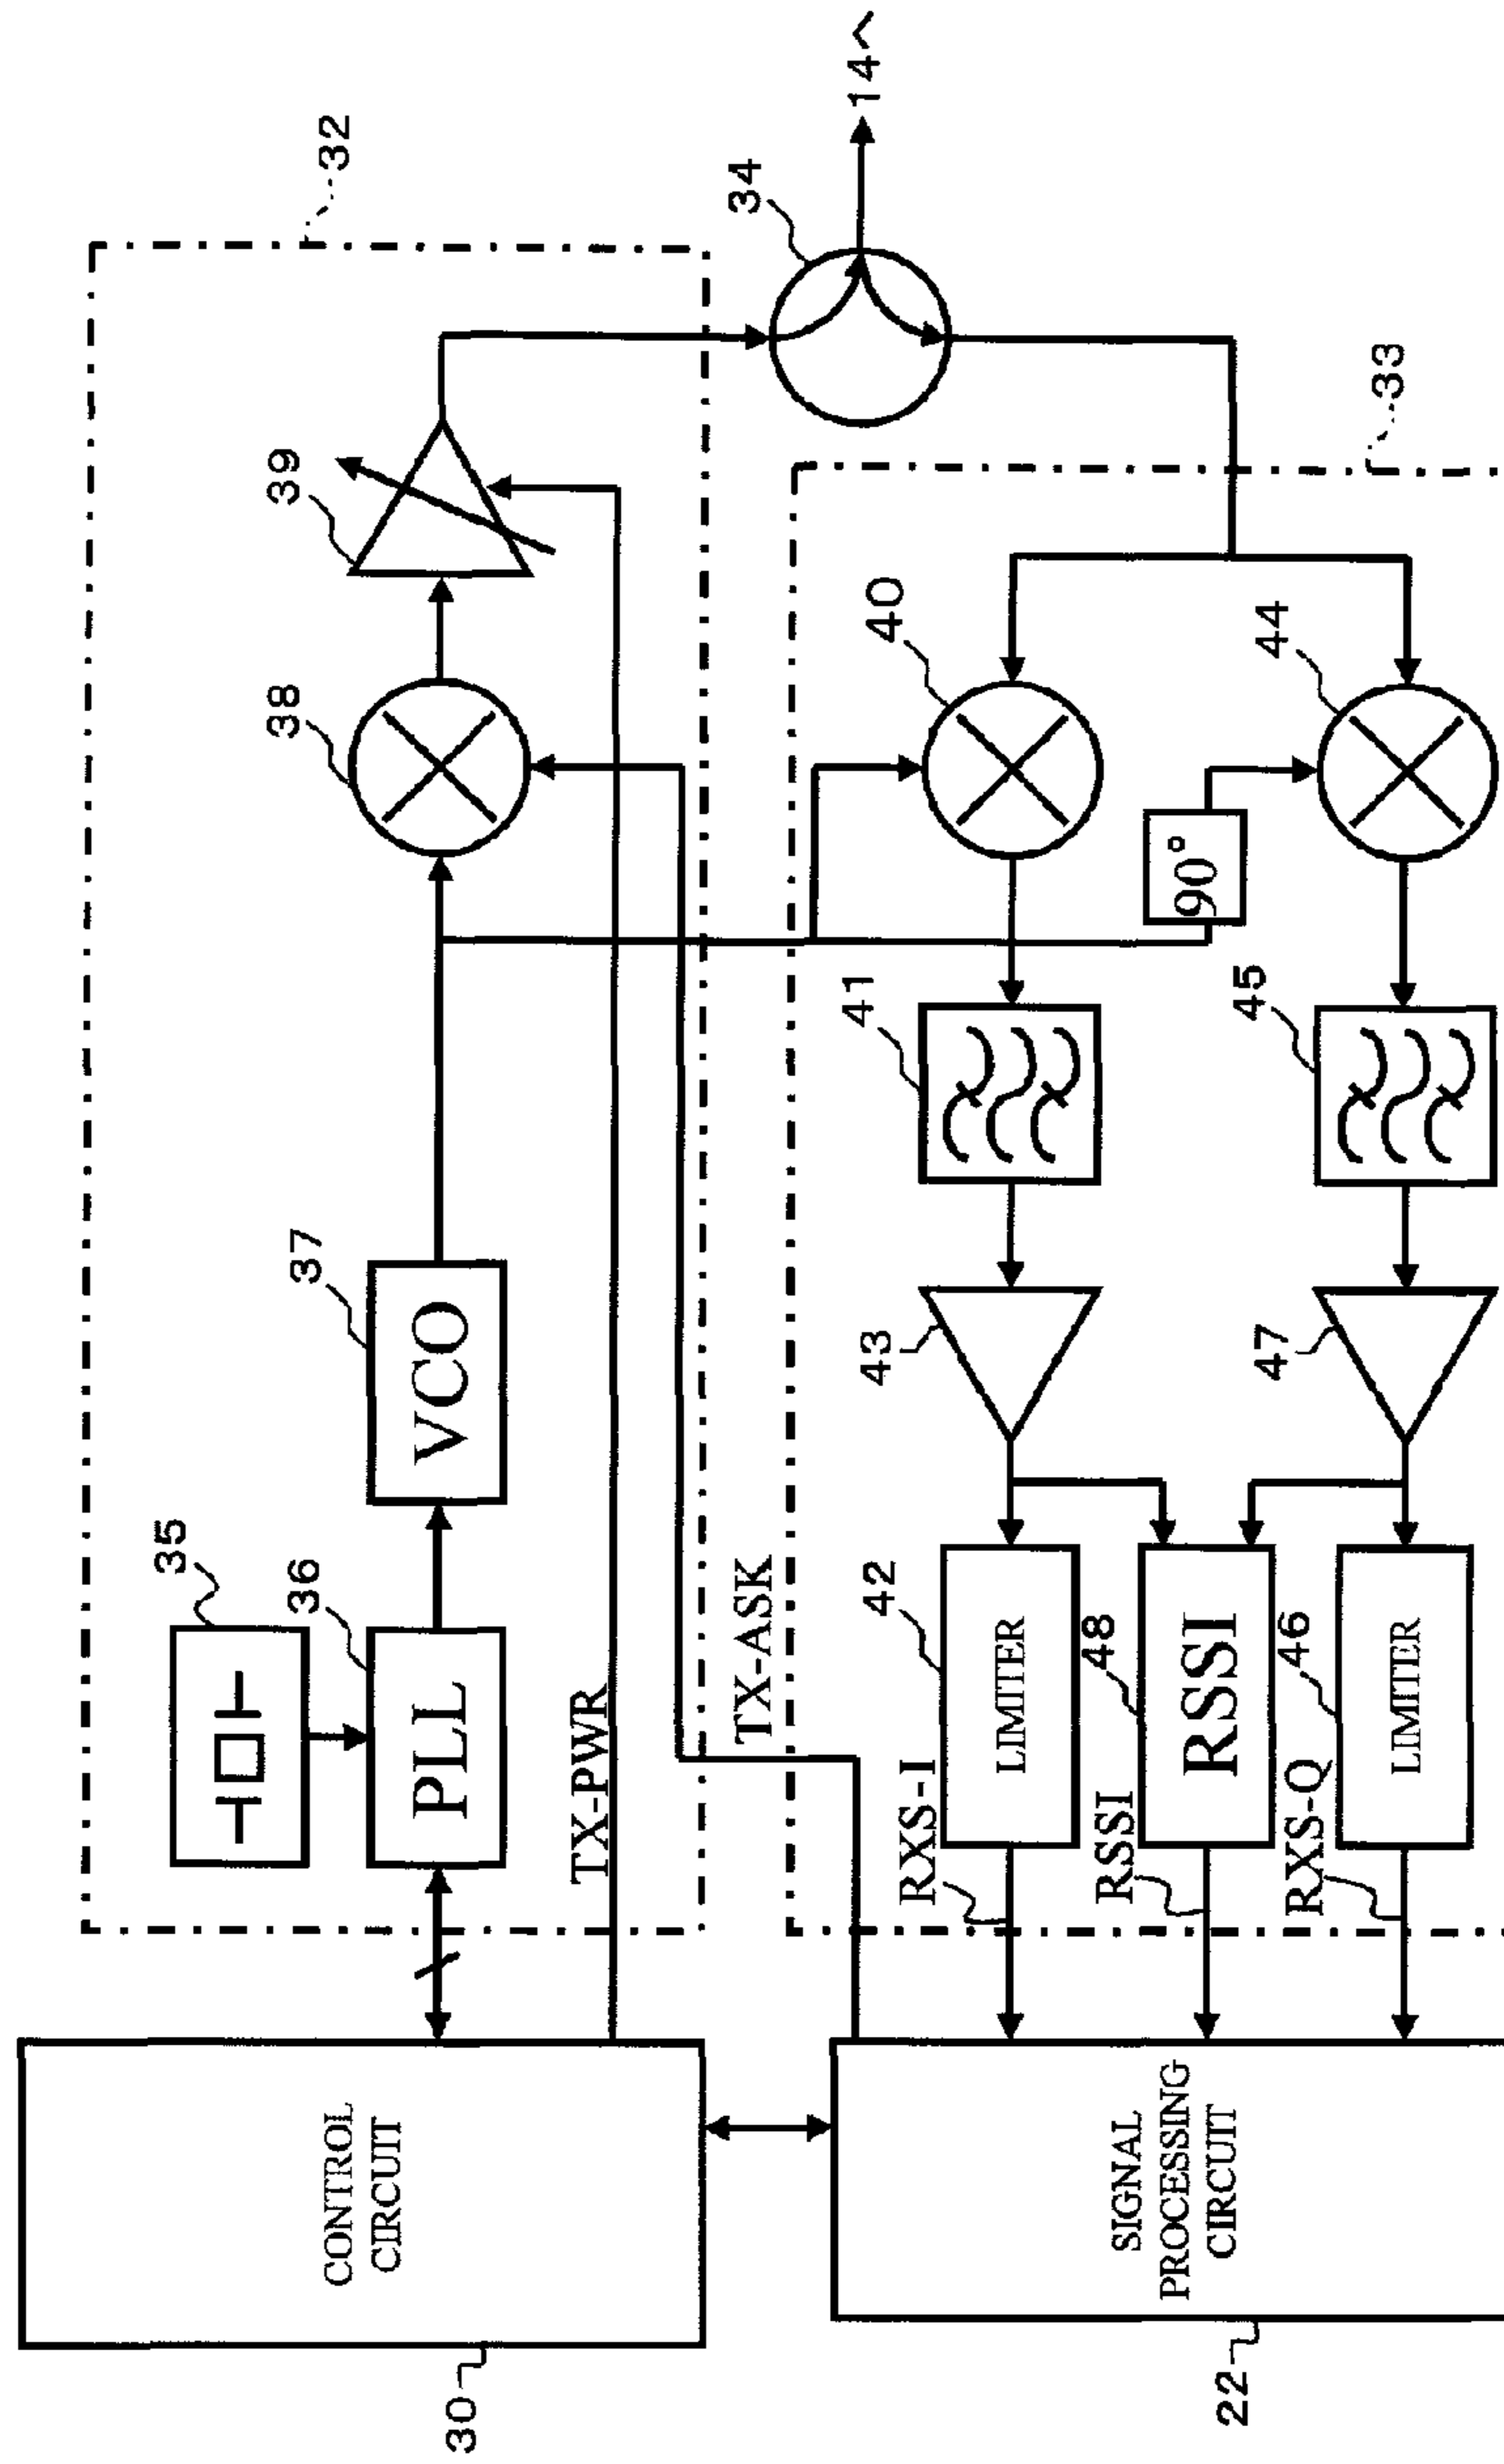 32
14
34
39
38
37
VCO
35
36
PLL
TX-PWR
TX-ASK
CONTROL
CIRCUIT
30
33
40
44
90°
41
45
43
47
42
LIMITER
48
RSSI
46
LIMITER
RXS-I
RSSI
RXS-Q
SIGNAL
PROCESSING
CIRCUIT
22